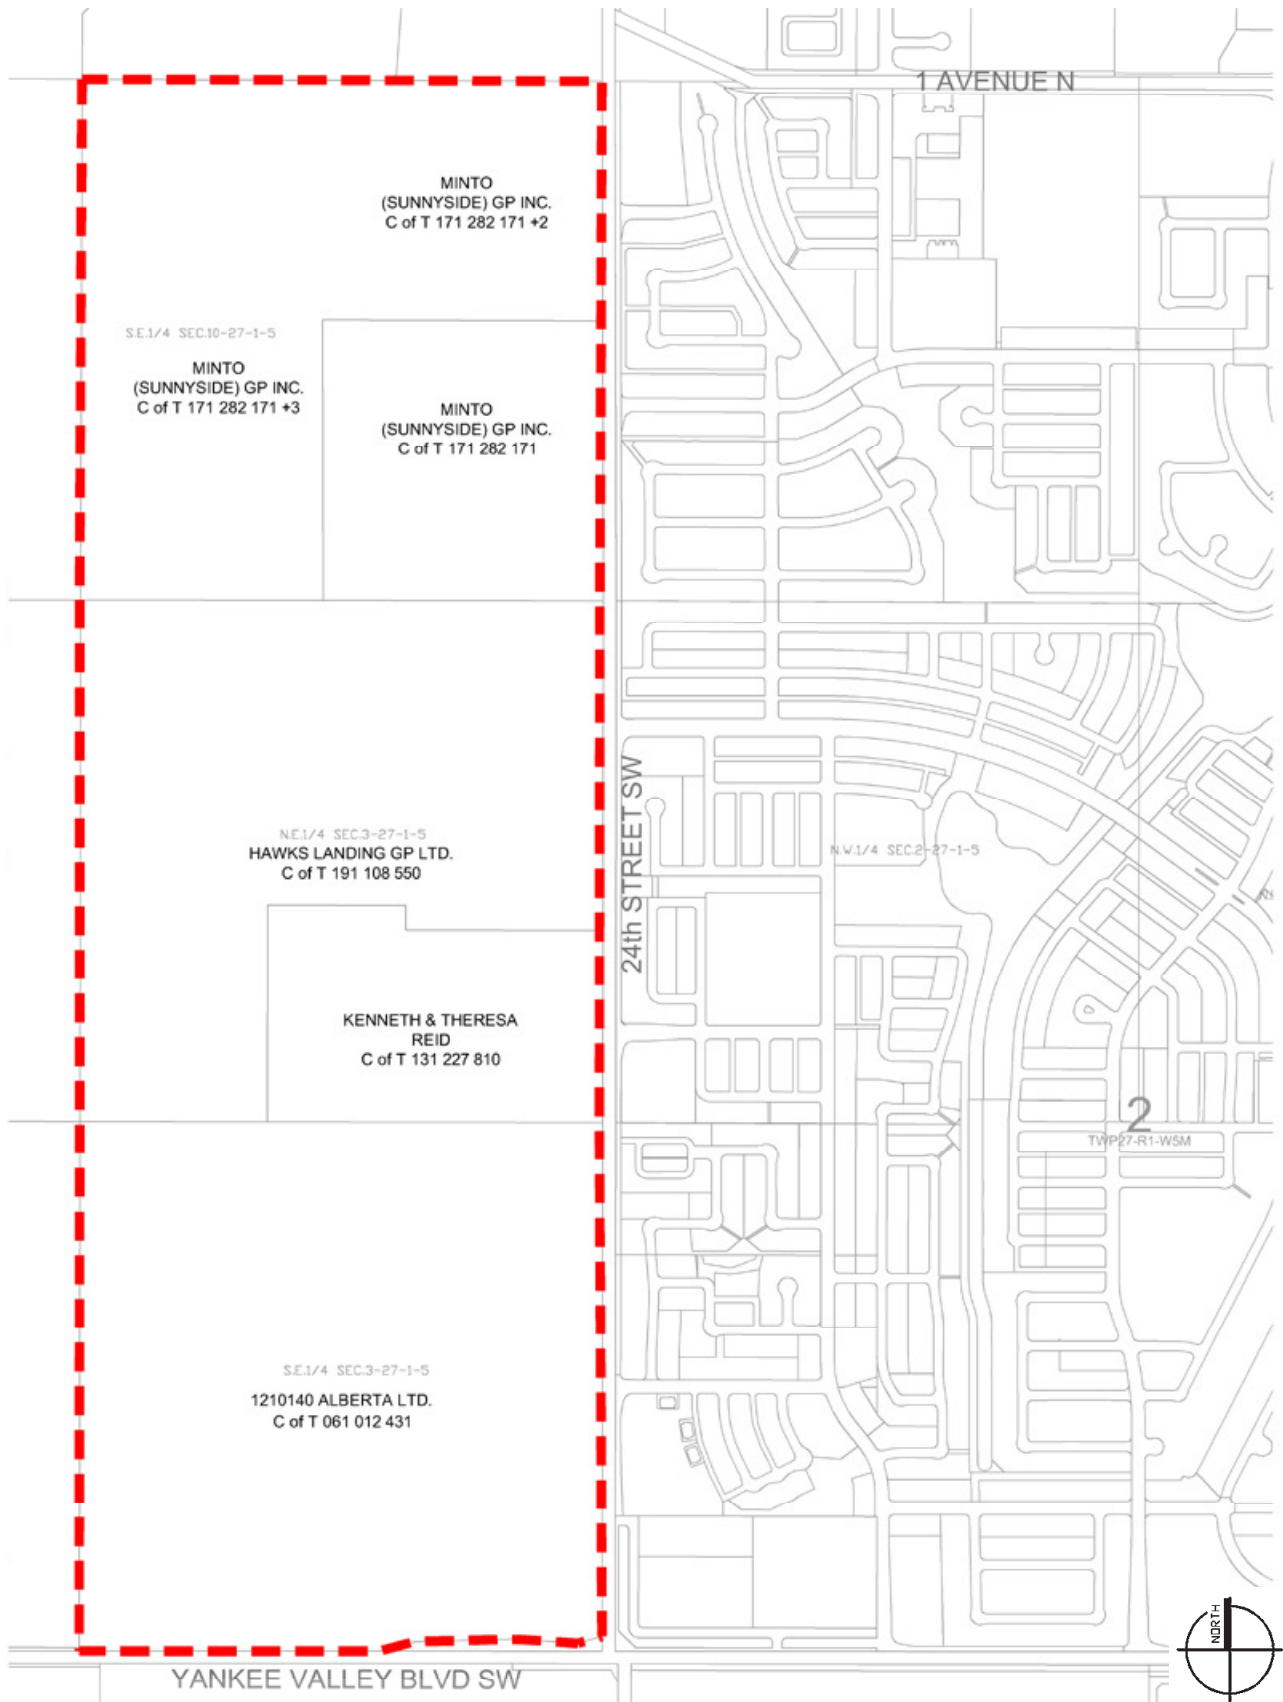 1 AVENUE N
MINTO
(SUNNYSIDE) GP INC.
C of T 171 282 171 +2
S.E.1/4 SEC.10-27-1-5
MINTO
(SUNNYSIDE) GP INC.
C of T 171 282 171 +3
MINTO
(SUNNYSIDE) GP INC.
C of T 171 282 171
24th STREET SW
N.E.1/4 SEC.3-27-1-5
HAWKS LANDING GP LTD.
C of T 191 108 550
N.W.1/4 SEC.2-27-1-5
KENNETH & THERESA
REID
C of T 131 227 810
2
TWP27-R1-W5M
S.E.1/4 SEC.3-27-1-5
1210140 ALBERTA LTD.
C of T 061 012 431
NORTH
YANKEE VALLEY BLVD SW